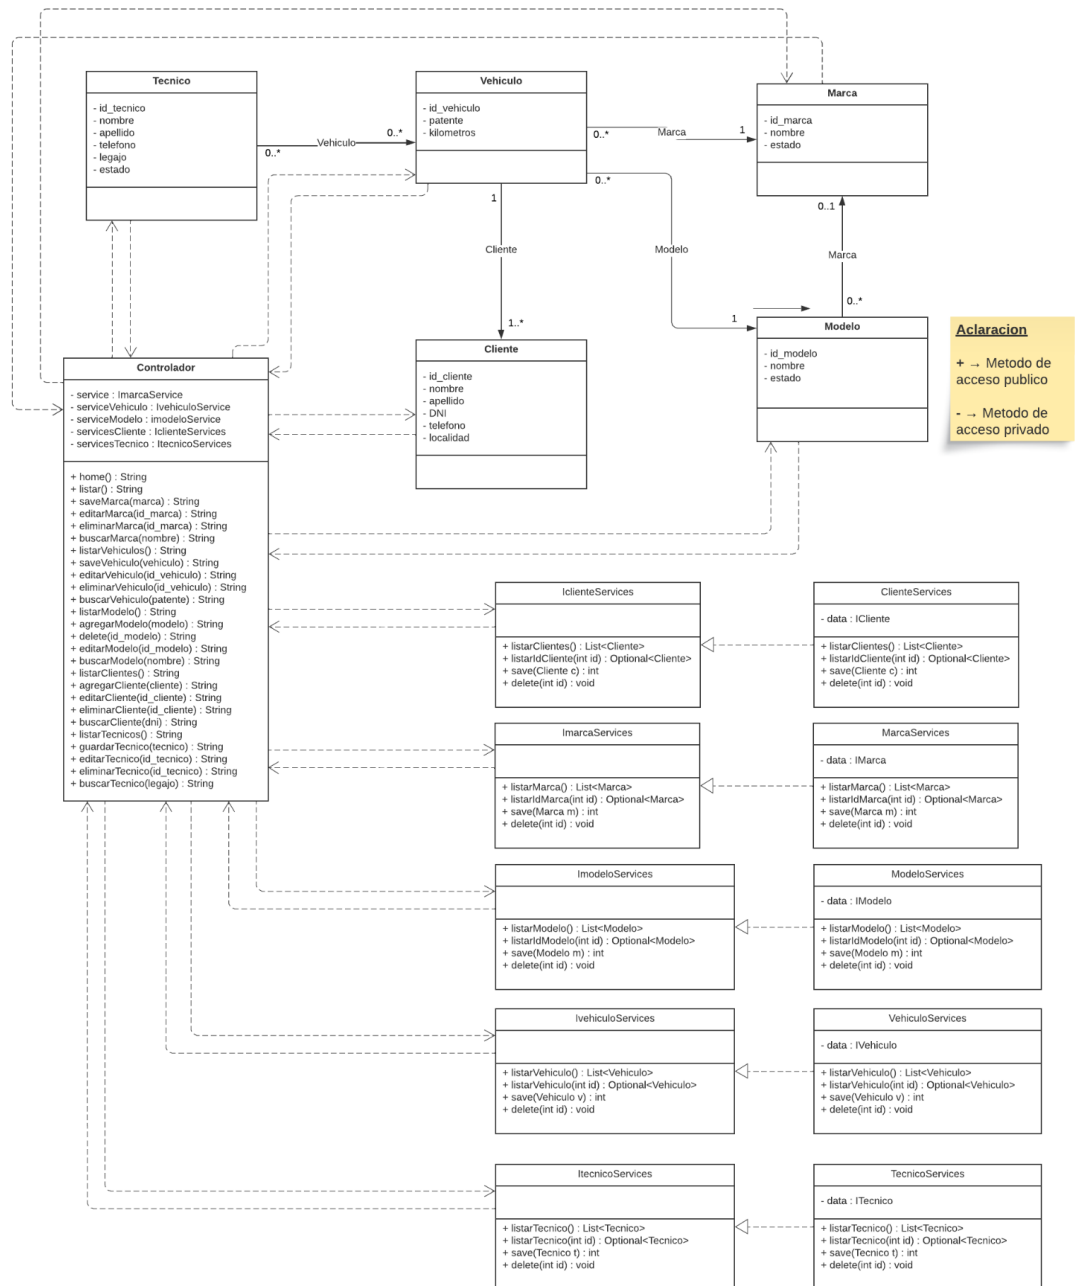 Tecnico
- id_tecnico
- nombre
- apellido
- telefono
- legajo
- estado
0..*
Vehiculo
0..*
Vehiculo
- id_vehiculo
- patente
- kilometros
0..*
Marca
1
Marca
- id_marca
- nombre
- estado
0..*
1
Cliente
1..*
Modelo
1
0..1
Marca
0..*
Modelo
- id_modelo
- nombre
- estado
Aclaracion
+ → Metodo de
acceso publico
- → Metodo de
acceso privado
Cliente
- id_cliente
- nombre
- apellido
- DNI
- telefono
- localidad
Controlador
- service : ImarcaService
- serviceVehiculo : IvehiculoService
- serviceModelo : imodeloService
- servicesCliente : IclienteServices
- servicesTecnico : ItecnicoServices
+ home() : String
+ listar() : String
+ saveMarca(marca) : String
+ editarMarca(id_marca) : String
+ eliminarMarca(id_marca) : String
+ buscarMarca(nombre) : String
+ listarVehiculos() : String
+ saveVehiculo(vehiculo) : String
+ editarVehiculo(id_vehiculo) : String
+ eliminarVehiculo(id_vehiculo) : String
+ buscarVehiculo(patente) : String
+ listarModelo() : String
+ agregarModelo(modelo) : String
+ delete(id_modelo) : String
+ editarModelo(id_modelo) : String
+ buscarModelo(nombre) : String
+ listarClientes() : String
+ agregarCliente(cliente) : String
+ editarCliente(id_cliente) : String
+ eliminarCliente(id_cliente) : String
+ buscarCliente(dni) : String
+ listarTecnicos() : String
+ guardarTecnico(tecnico) : String
+ editarTecnico(id_tecnico) : String
+ eliminarTecnico(id_tecnico) : String
+ buscarTecnico(legajo) : String
IclienteServices
+ listarClientes() : List<Cliente>
+ listarIdCliente(int id) : Optional<Cliente>
+ save(Cliente c) : int
+ delete(int id) : void
ClienteServices
- data : ICliente
+ listarClientes() : List<Cliente>
+ listarIdCliente(int id) : Optional<Cliente>
+ save(Cliente c) : int
+ delete(int id) : void
ImarcaServices
+ listarMarca() : List<Marca>
+ listarIdMarca(int id) : Optional<Marca>
+ save(Marca m) : int
+ delete(int id) : void
MarcaServices
- data : IMarca
+ listarMarca() : List<Marca>
+ listarIdMarca(int id) : Optional<Marca>
+ save(Marca m) : int
+ delete(int id) : void
ImodeloServices
+ listarModelo() : List<Modelo>
+ listarIdModelo(int id) : Optional<Modelo>
+ save(Modelo m) : int
+ delete(int id) : void
ModeloServices
- data : IModelo
+ listarModelo() : List<Modelo>
+ listarIdModelo(int id) : Optional<Modelo>
+ save(Modelo m) : int
+ delete(int id) : void
IvehiculoServices
+ listarVehiculo() : List<Vehiculo>
+ listarVehiculo(int id) : Optional<Vehiculo>
+ save(Vehiculo v) : int
+ delete(int id) : void
VehiculoServices
- data : IVehiculo
+ listarVehiculo() : List<Vehiculo>
+ listarVehiculo(int id) : Optional<Vehiculo>
+ save(Vehiculo v) : int
+ delete(int id) : void
ItecnicoServices
+ listarTecnico() : List<Tecnico>
+ listarTecnico(int id) : Optional<Tecnico>
+ save(Tecnico t) : int
+ delete(int id) : void
TecnicoServices
- data : ITecnico
+ listarTecnico() : List<Tecnico>
+ listarTecnico(int id) : Optional<Tecnico>
+ save(Tecnico t) : int
+ delete(int id) : void